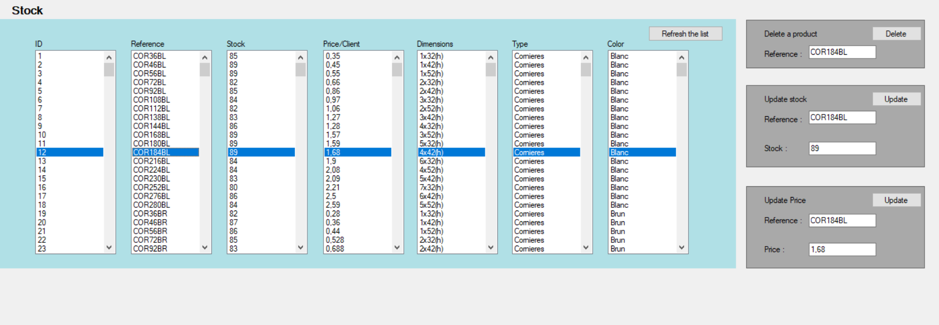 Stock
Refresh the list
ID Reference Stock Price/Client Dimensions Type Color
1 COR36BL 85 0,35 1x32(h) Cornieres Blanc
2 COR46BL 89 0,45 1x42(h) Cornieres Blanc
3 COR56BL 89 0,55 1x52(h) Cornieres Blanc
4 COR72BL 82 0,66 2x32(h) Cornieres Blanc
5 COR92BL 85 0,86 2x42(h) Cornieres Blanc
6 COR108BL 84 0,97 3x32(h) Cornieres Blanc
7 COR112BL 82 1,06 2x52(h) Cornieres Blanc
8 COR138BL 83 1,27 3x42(h) Cornieres Blanc
9 COR144BL 86 1,28 4x32(h) Cornieres Blanc
10 COR168BL 89 1,57 3x52(h) Cornieres Blanc
11 COR180BL 89 1,59 5x32(h) Cornieres Blanc
12 COR184BL 89 1,68 4x42(h) Cornieres Blanc
13 COR216BL 84 1,9 6x32(h) Cornieres Blanc
14 COR224BL 84 2,08 4x52(h) Cornieres Blanc
15 COR230BL 83 2,09 5x42(h) Cornieres Blanc
16 COR252BL 80 2,21 7x32(h) Cornieres Blanc
17 COR276BL 86 2,5 6x42(h) Cornieres Blanc
18 COR280BL 84 2,59 5x52(h) Cornieres Blanc
19 COR36BR 82 0,28 1x32(h) Cornieres Brun
20 COR46BR 87 0,36 1x42(h) Cornieres Brun
21 COR56BR 86 0,44 1x52(h) Cornieres Brun
22 COR72BR 85 0,528 2x32(h) Cornieres Brun
23 COR92BR 83 0,688 2x42(h) Cornieres Brun
Delete a product Delete
Reference : COR184BL
Update stock Update
Reference : COR184BL
Stock : 89
Update Price Update
Reference : COR184BL
Price : 1,68